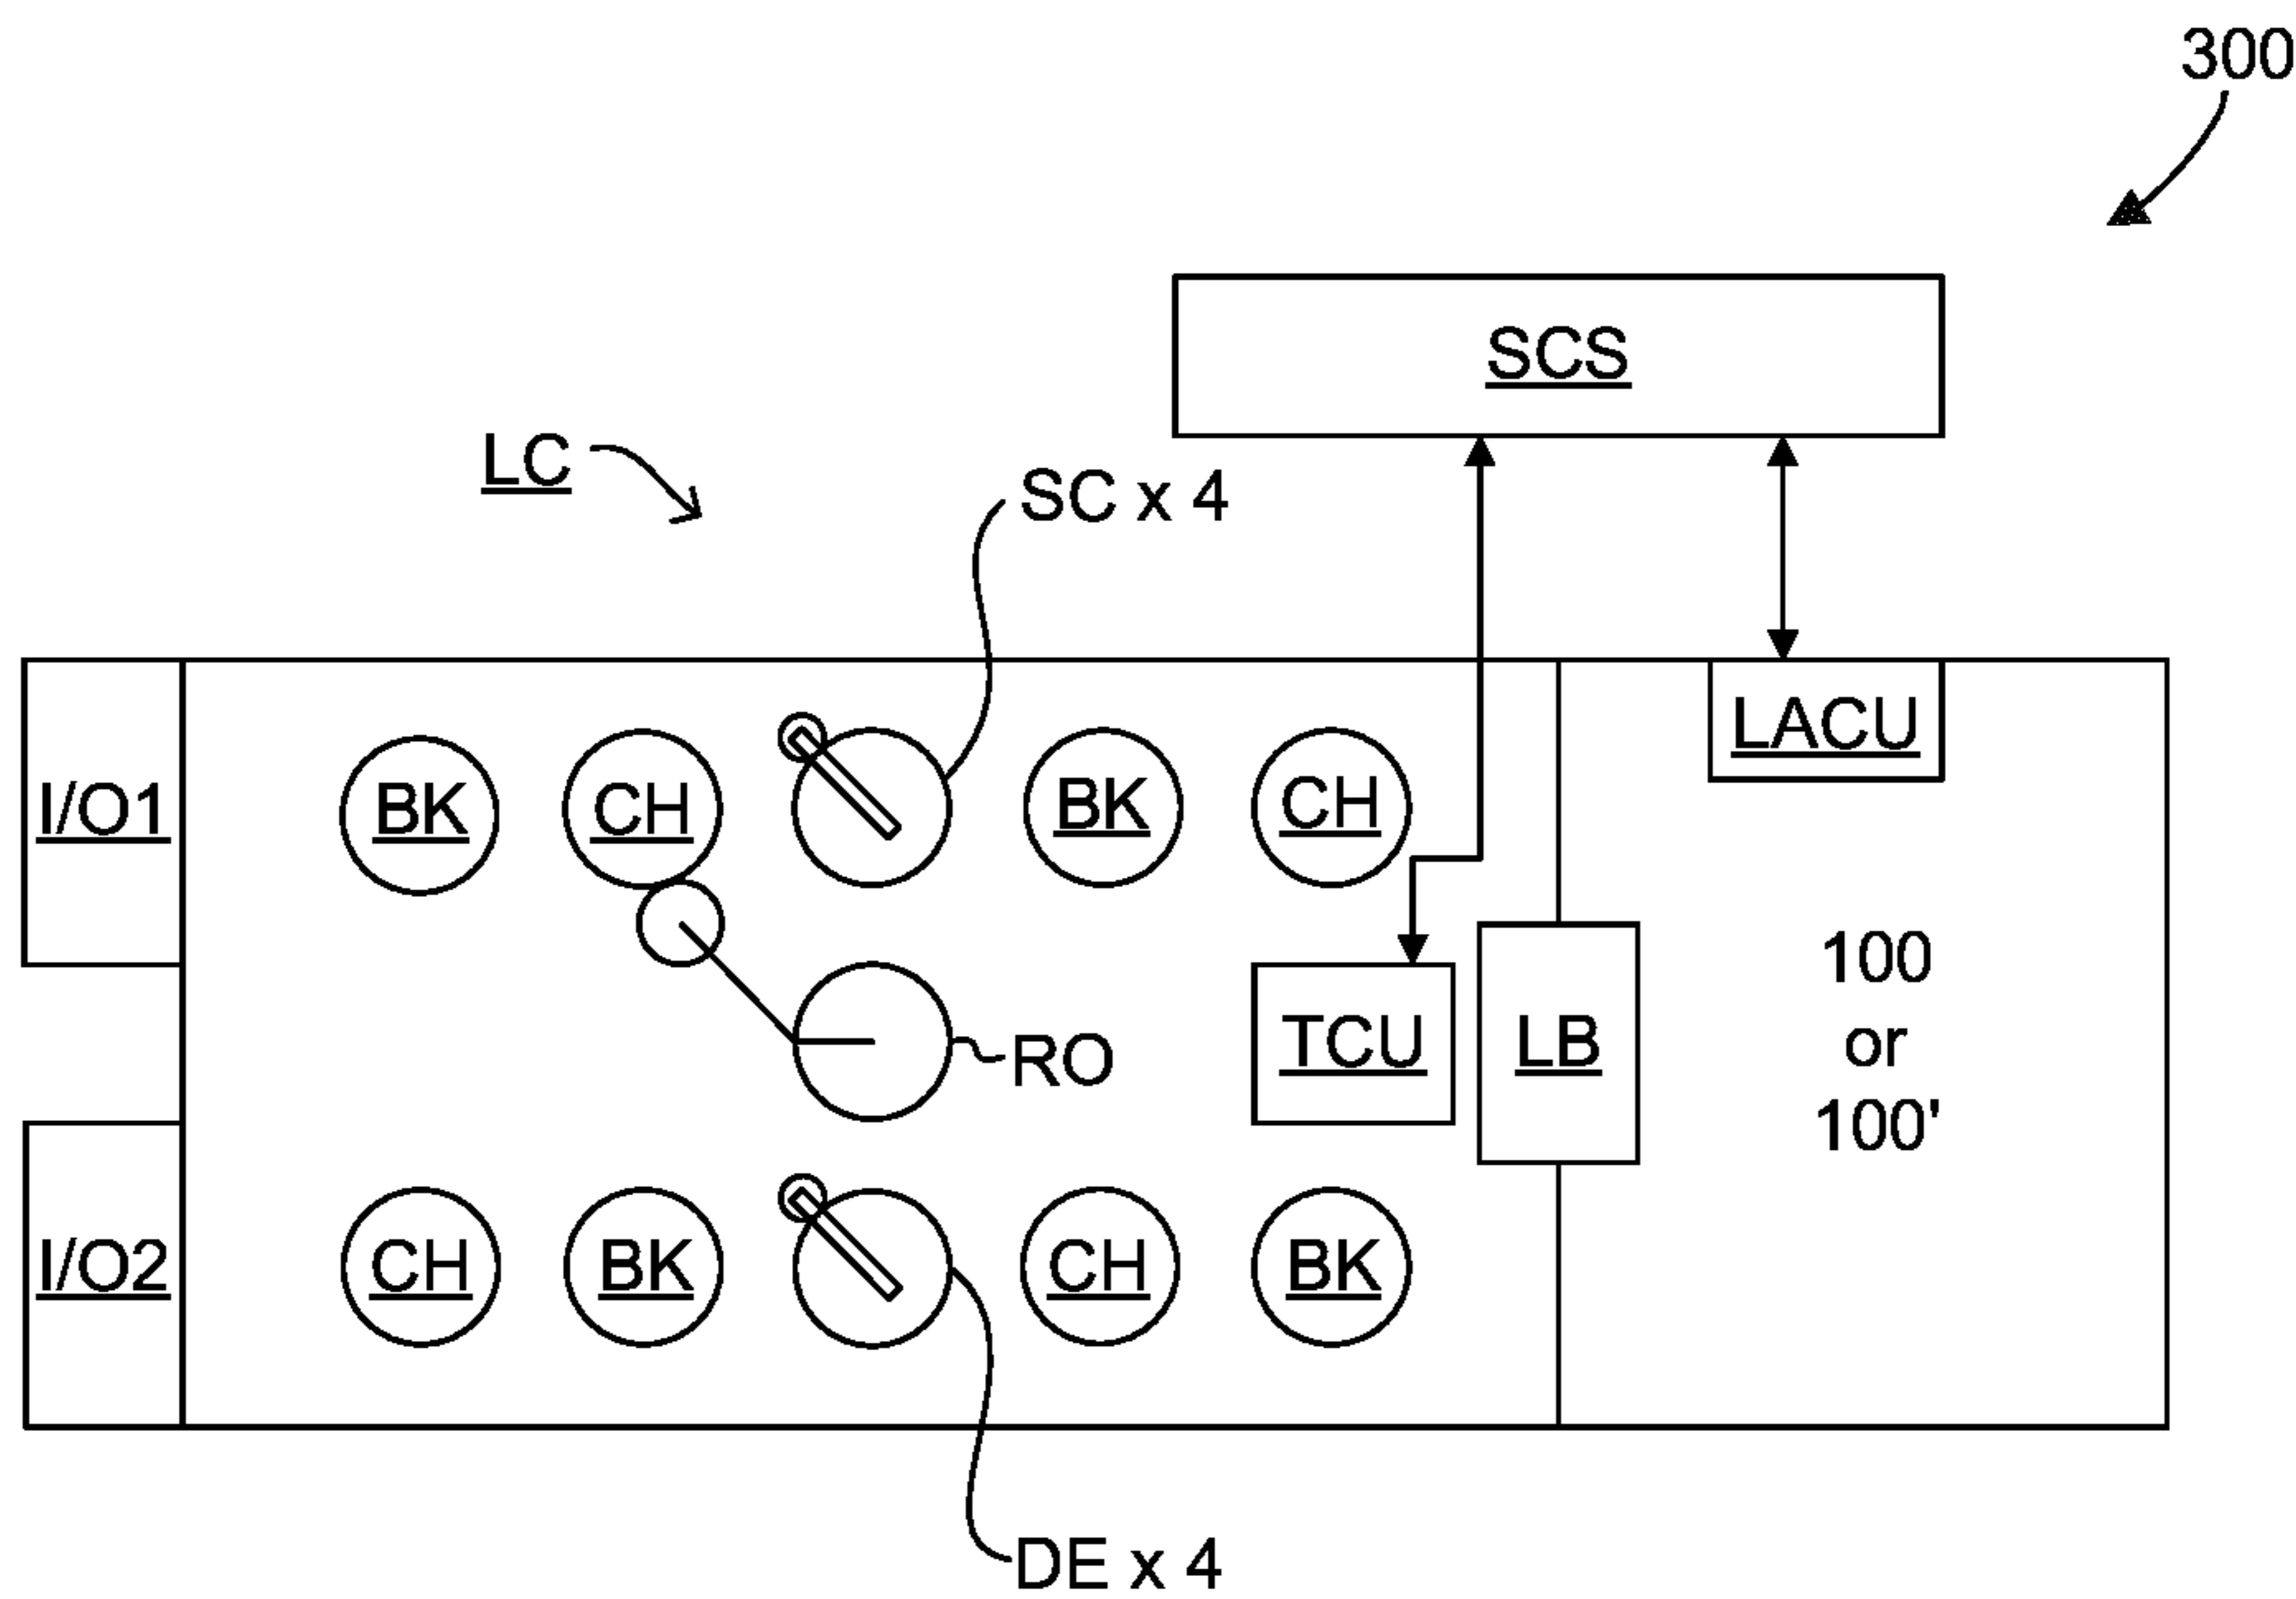 300
SCS
LC
SC x 4
LACU
I/O1
BK
CH
BK
CH
100
or
100'
TCU
LB
RO
I/O2
CH
BK
CH
BK
DE x 4